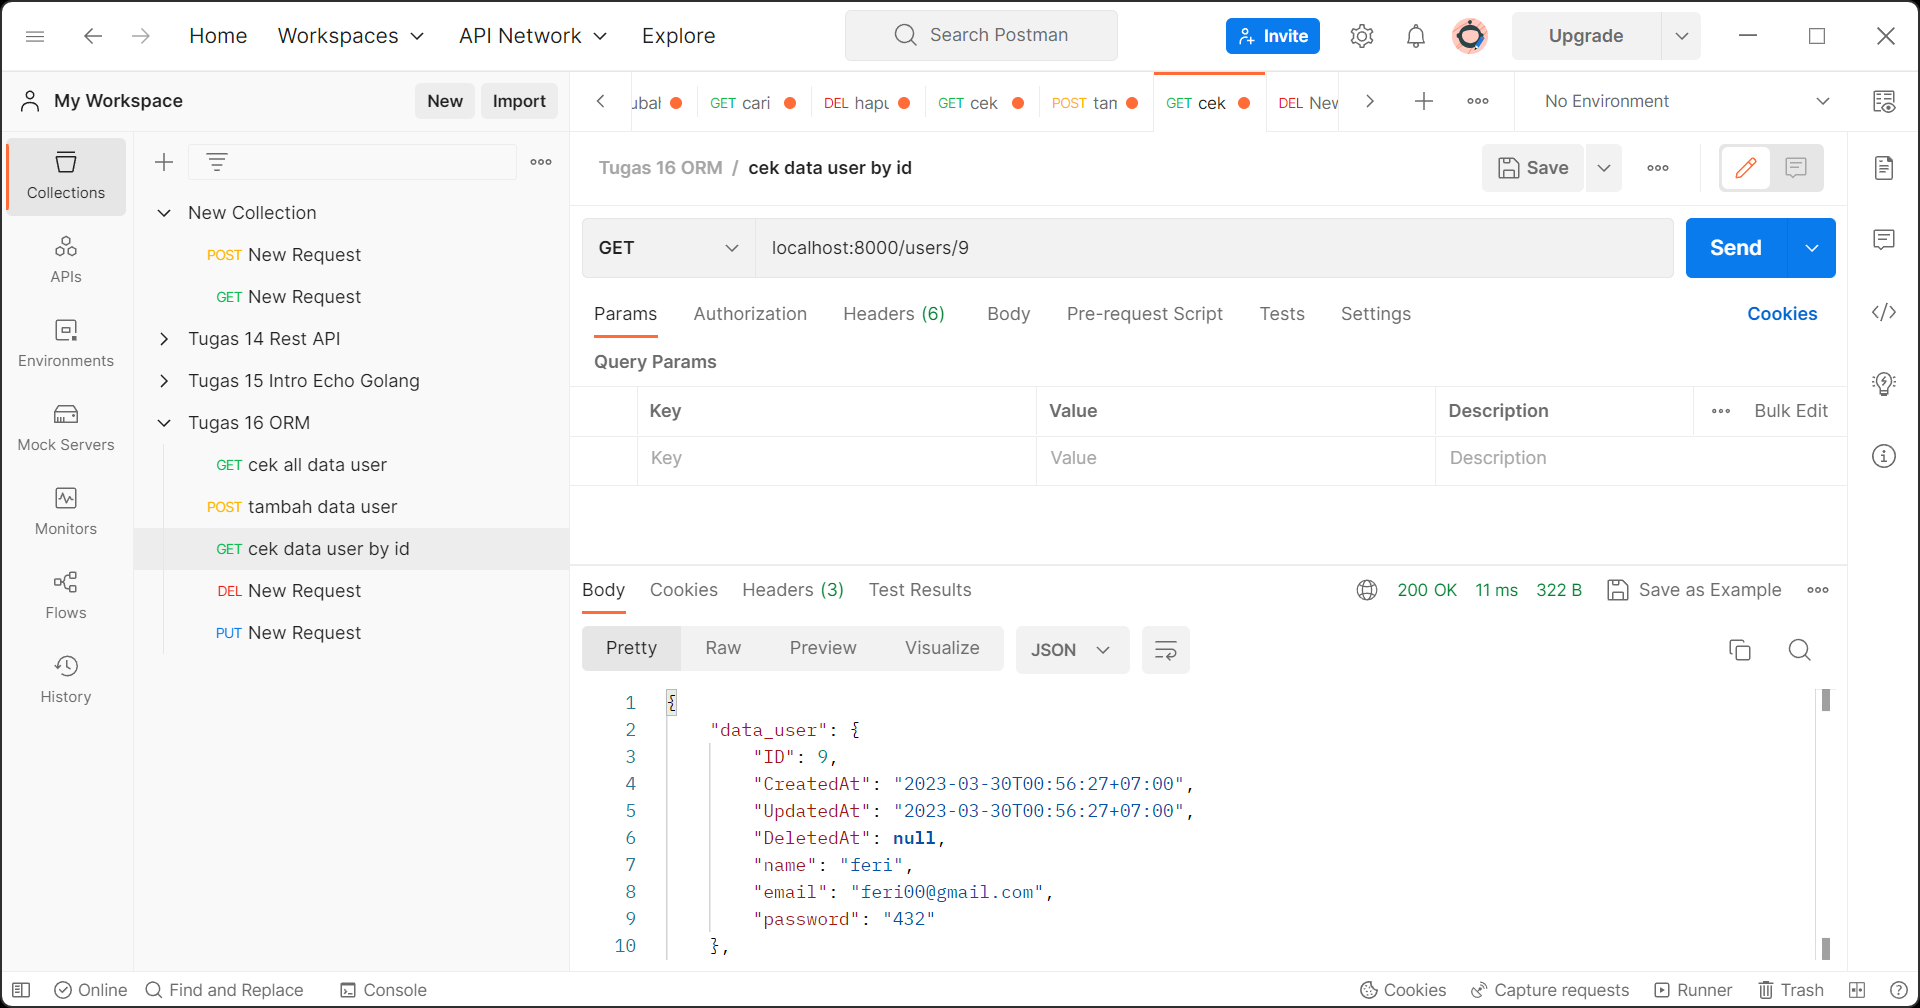 Home Workspaces API Network Explore Search Postman Invite Upgrade
My Workspace New Import
GET cari DEL hapu GET cek POST tam GET cek DEL New No Environment
Collections
APIs
Environments
Mock Servers
Monitors
Flows
History
New Collection
POST New Request
GET New Request
Tugas 14 Rest API
Tugas 15 Intro Echo Golang
Tugas 16 ORM
GET cek all data user
POST tambah data user
GET cek data user by id
DEL New Request
PUT New Request
Tugas 16 ORM / cek data user by id Save
GET localhost:8000/users/9 Send
Params Authorization Headers (6) Body Pre-request Script Tests Settings Cookies
Query Params
Key Value Description Bulk Edit
Key Value Description
Body Cookies Headers (3) Test Results 200 OK 11 ms 322 B Save as Example
Pretty Raw Preview Visualize JSON
1 {
2 "data_user": {
3 "ID": 9,
4 "CreatedAt": "2023-03-30T00:56:27+07:00",
5 "UpdatedAt": "2023-03-30T00:56:27+07:00",
6 "DeletedAt": null,
7 "name": "feri",
8 "email": "feri00@gmail.com",
9 "password": "432"
10 },
Online Find and Replace Console Cookies Capture requests Runner Trash